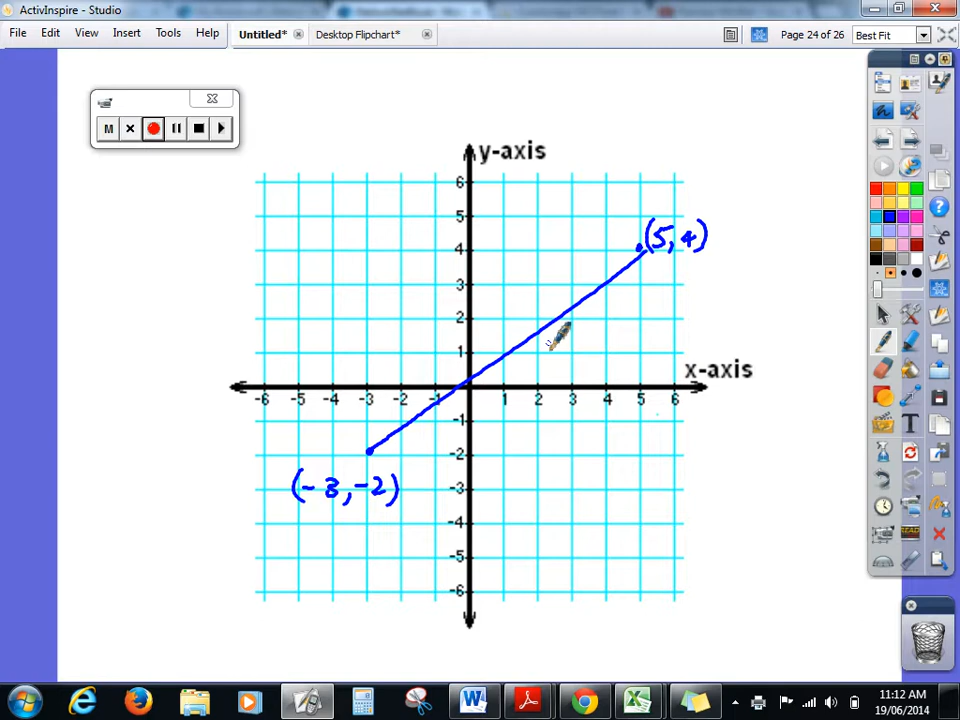 ActivInspire - Studio
File Edit View Insert Tools Help Untitled* Desktop Flipchart* Page 24 of 26 Best Fit
M
y-axis
6
5
(5, 4)
4
3
2
1
x-axis
-6 -5 -4 -3 -2 -1 1 2 3 4 5 6
-1
-2
(-3, -2)
-3
-4
-5
-6
11:12 AM
19/06/2014